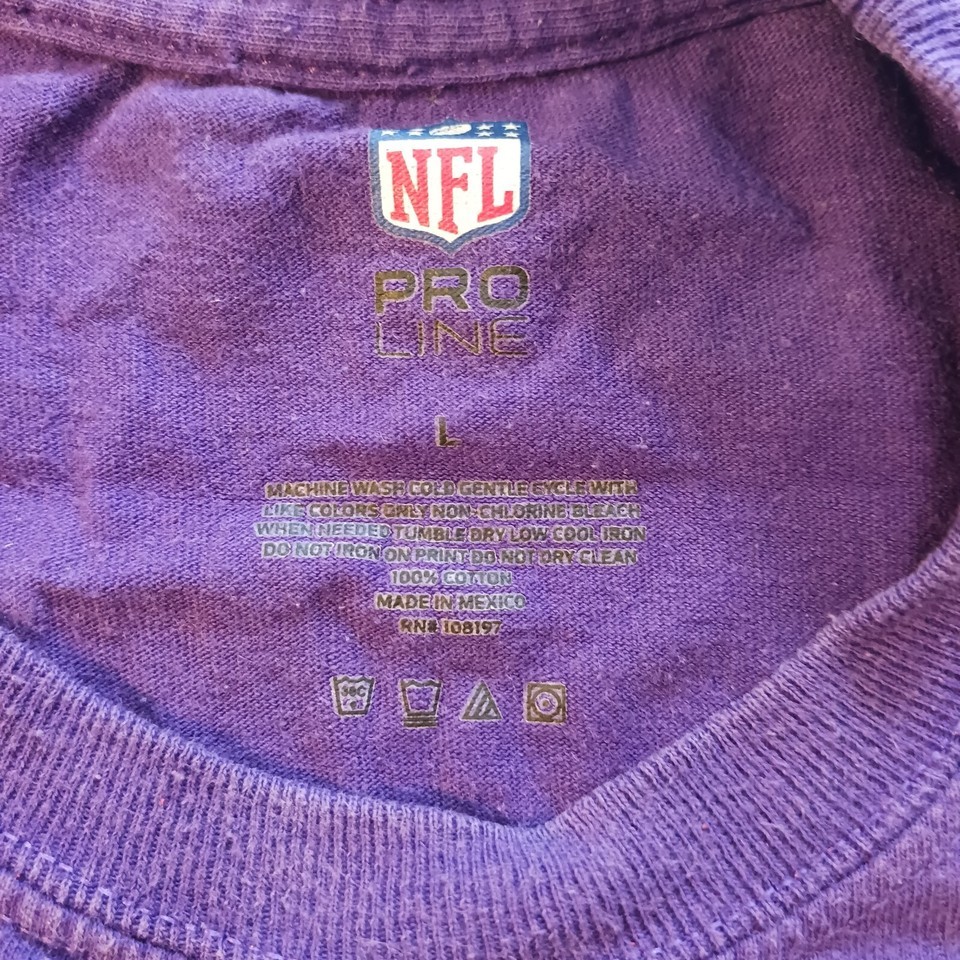 NFL
PRO
LINE
L
MACHINE WASH COLD GENTLE CYCLE WITH
LIKE COLORS ONLY NON-CHLORINE BLEACH
WHEN NEEDED TUMBLE DRY LOW COOL IRON
DO NOT IRON ON PRINT DO NOT DRY CLEAN
100% COTTON
MADE IN MEXICO
RN# 108197
30C